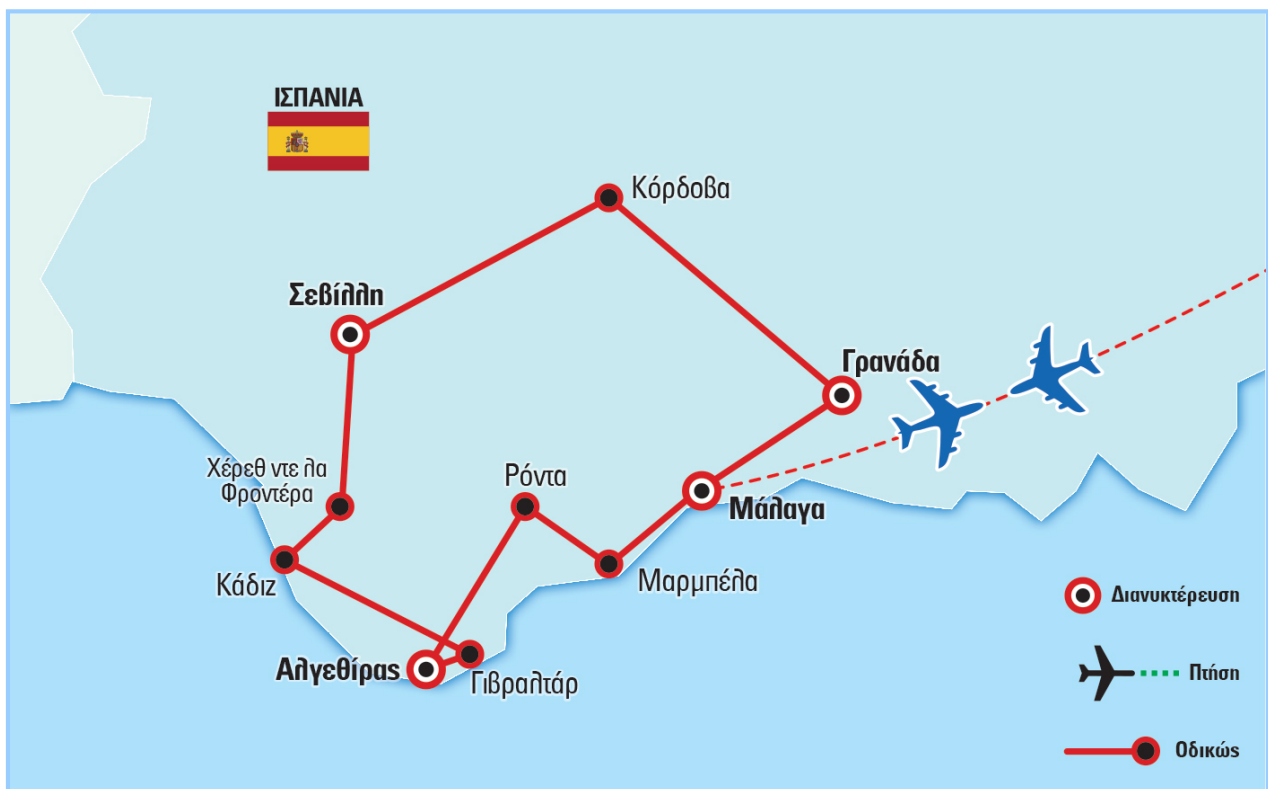 ΙΣΠΑΝΙΑ
Κόρδοβα
Σεβίλλη
Γρανάδα
Χέρεθ ντε λα
Φροντέρα
Ρόντα
Μάλαγα
Κάδιζ
Μαρμπέλα
Αλγεθίρας
Γιβραλτάρ
Διανυκτέρευση
Πτήση
Οδικώς